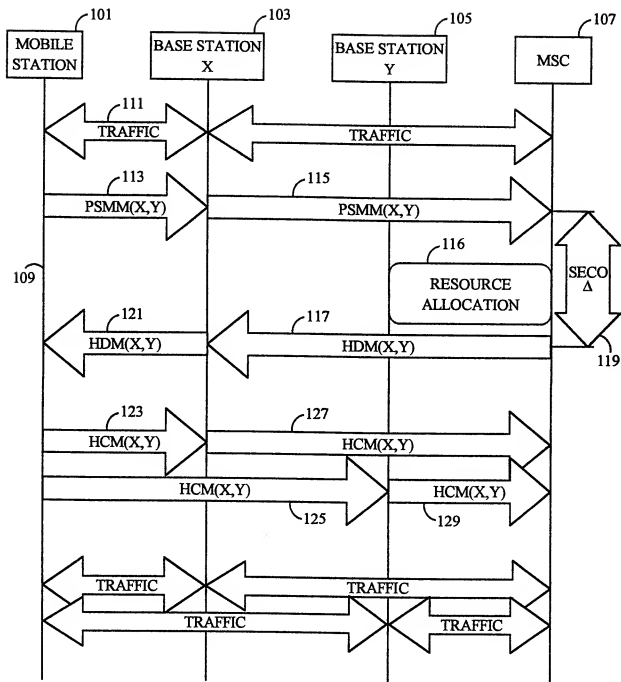 101
103
105
107
MOBILE
STATION
BASE STATION
X
BASE STATION
Y
MSC
111
TRAFFIC
TRAFFIC
113
115
PSMM(X,Y)
PSMM(X,Y)
116
109
RESOURCE
ALLOCATION
SECO
Δ
121
117
HDM(X,Y)
HDM(X,Y)
119
123
127
HCM(X,Y)
HCM(X,Y)
HCM(X,Y)
HCM(X,Y)
125
129
TRAFFIC
TRAFFIC
TRAFFIC
TRAFFIC